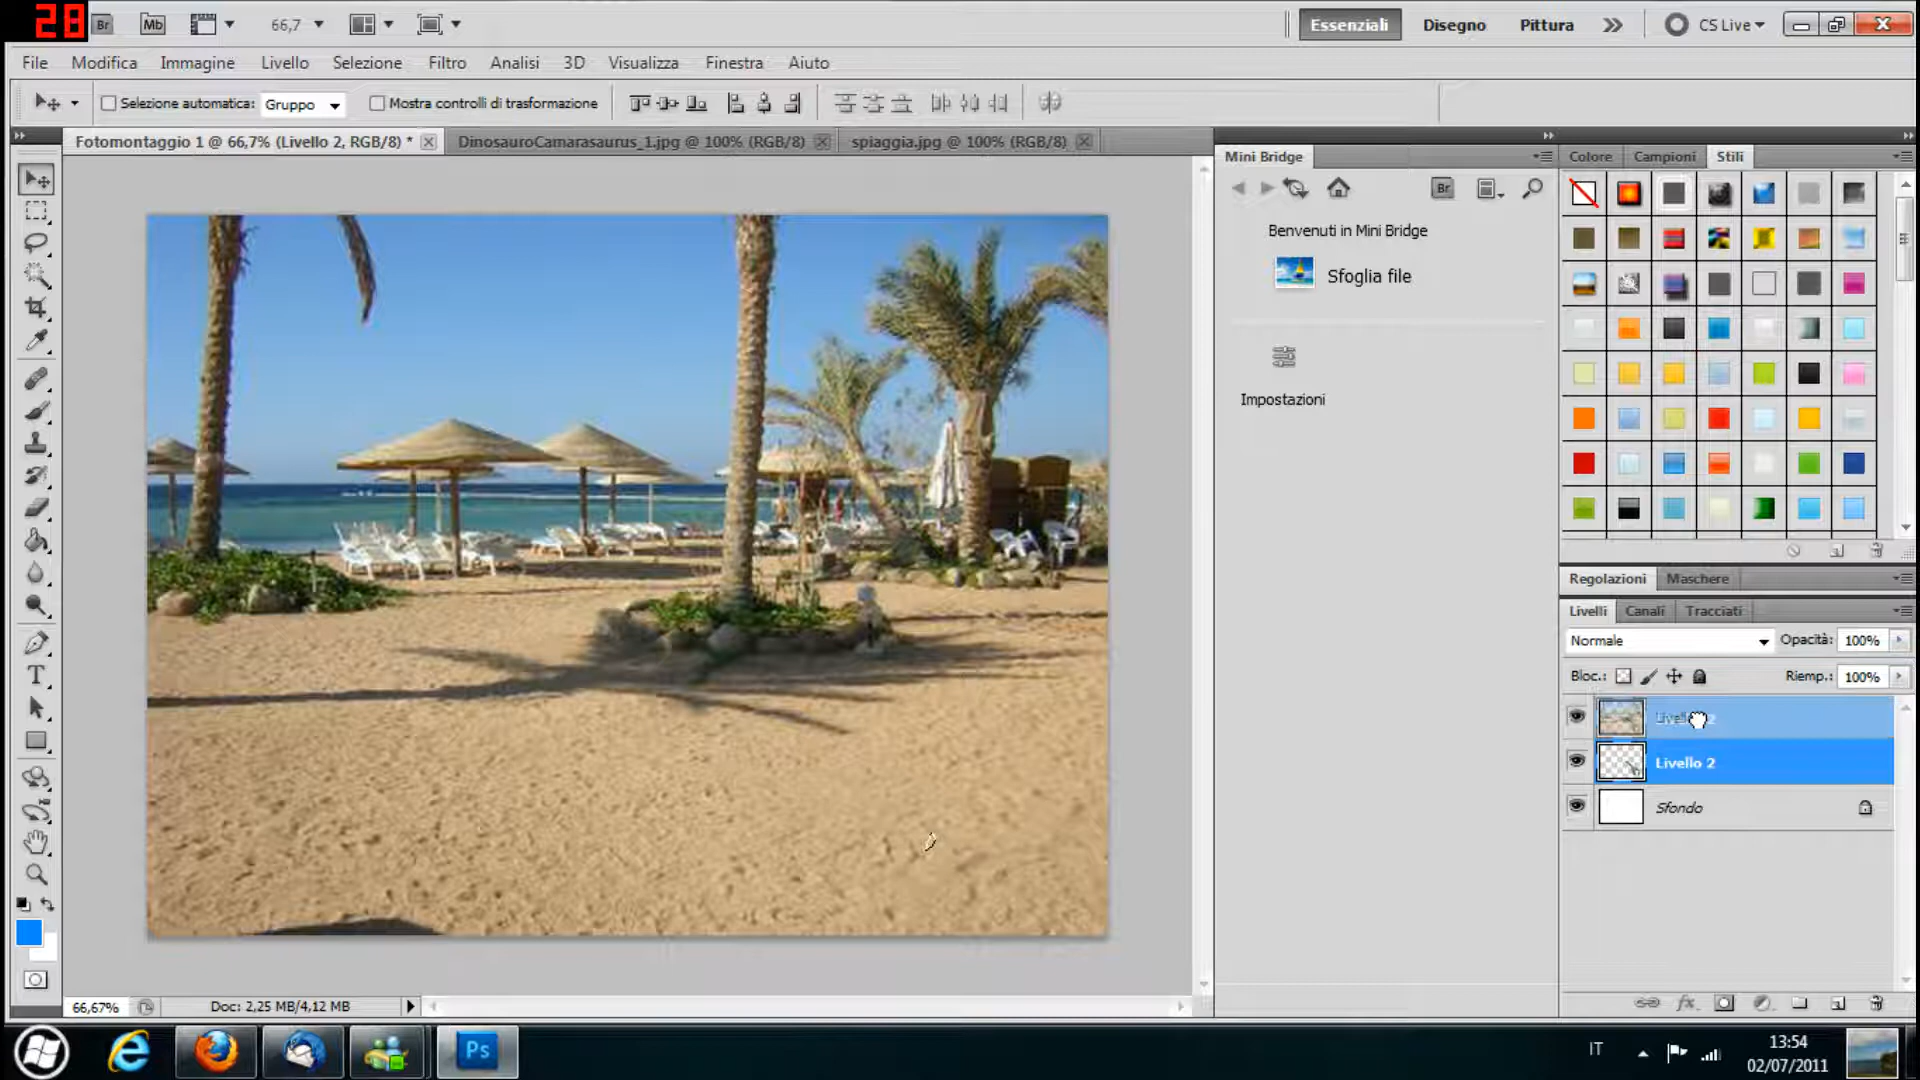 28
Br
Mb
66,7
Essenziali
Disegno
Pittura
CS Live
File
Modifica
Immagine
Livello
Selezione
Filtro
Analisi
3D
Visualizza
Finestra
Aiuto
Selezione automatica:
Gruppo
Mostra controlli di trasformazione
Fotomontaggio 1 @ 66,7% (Livello 2, RGB/8) *
DinosauroCamarasaurus_1.jpg @ 100% (RGB/8)
spiaggia.jpg @ 100% (RGB/8)
Mini Bridge
Br
Benvenuti in Mini Bridge
Sfoglia file
Impostazioni
Colore
Campioni
Stili
Regolazioni
Maschere
Livelli
Canali
Tracciati
Normale
Opacità:
100%
Bloc.:
Riemp.:
100%
Livello 2
Sfondo
66,67%
Doc: 2,25 MB/4,12 MB
Ps
IT
13:54
02/07/2011